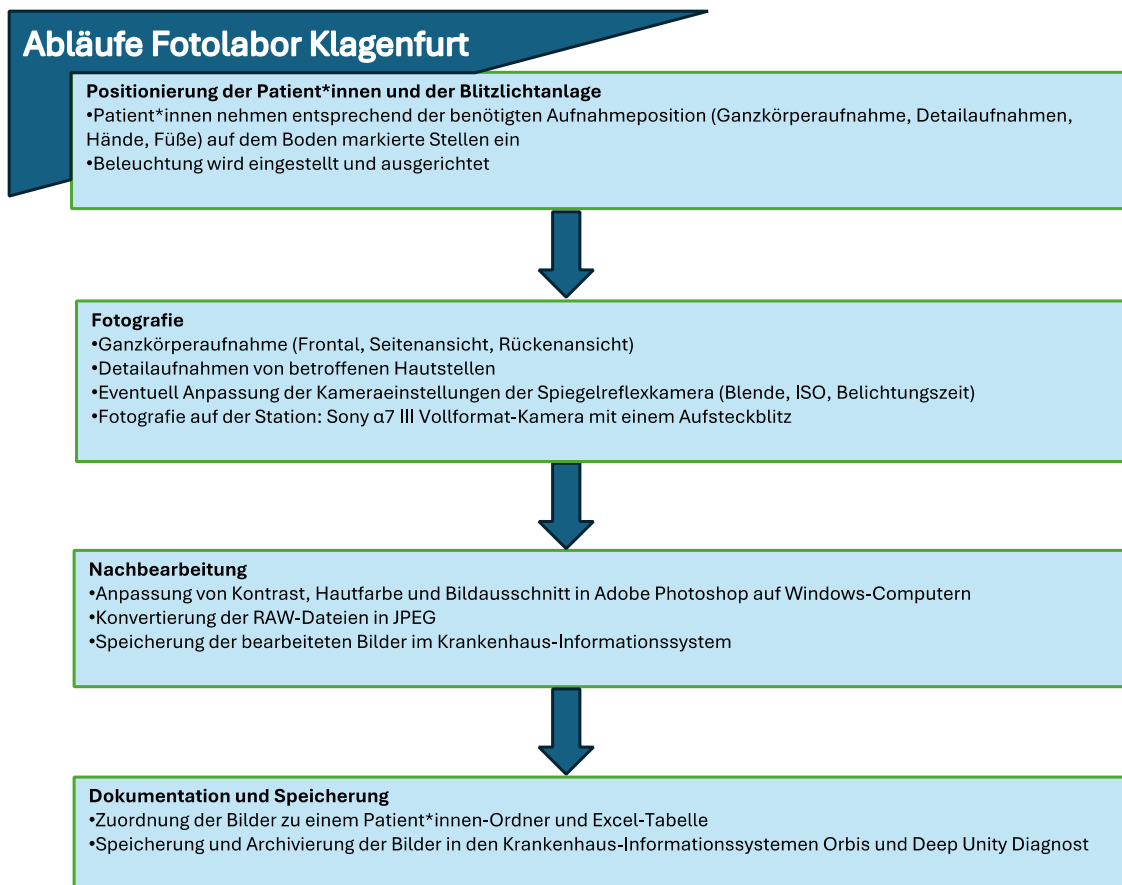 Abläufe Fotolabor Klagenfurt
Positionierung der Patient*innen und der Blitzlichtanlage
•Patient*innen nehmen entsprechend der benötigten Aufnahmeposition (Ganzkörperaufnahme, Detailaufnahmen,
Hände, Füße) auf dem Boden markierte Stellen ein
•Beleuchtung wird eingestellt und ausgerichtet
Fotografie
•Ganzkörperaufnahme (Frontal, Seitenansicht, Rückenansicht)
•Detailaufnahmen von betroffenen Hautstellen
•Eventuell Anpassung der Kameraeinstellungen der Spiegelreflexkamera (Blende, ISO, Belichtungszeit)
•Fotografie auf der Station: Sony α7 III Vollformat-Kamera mit einem Aufsteckblitz
Nachbearbeitung
•Anpassung von Kontrast, Hautfarbe und Bildausschnitt in Adobe Photoshop auf Windows-Computern
•Konvertierung der RAW-Dateien in JPEG
•Speicherung der bearbeiteten Bilder im Krankenhaus-Informationssystem
Dokumentation und Speicherung
•Zuordnung der Bilder zu einem Patient*innen-Ordner und Excel-Tabelle
•Speicherung und Archivierung der Bilder in den Krankenhaus-Informationssystemen Orbis und Deep Unity Diagnost